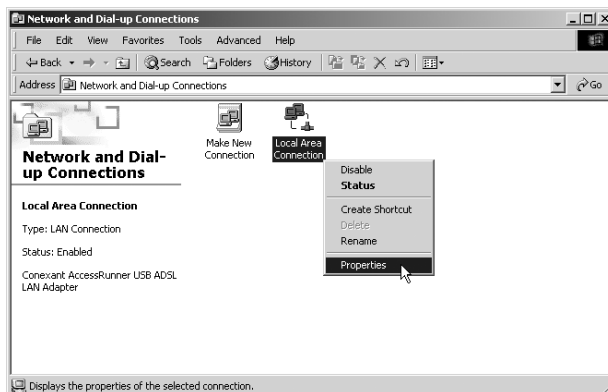 Network and Dial-up Connections
File Edit View Favorites Tools Advanced Help
Back Search Folders History
Address Network and Dial-up Connections Go
Network and Dial-
up Connections
Local Area Connection
Type: LAN Connection
Status: Enabled
Conexant AccessRunner USB ADSL
LAN Adapter
Make New
Connection
Local Area
Connection
Disable
Status
Create Shortcut
Delete
Rename
Properties
Displays the properties of the selected connection.